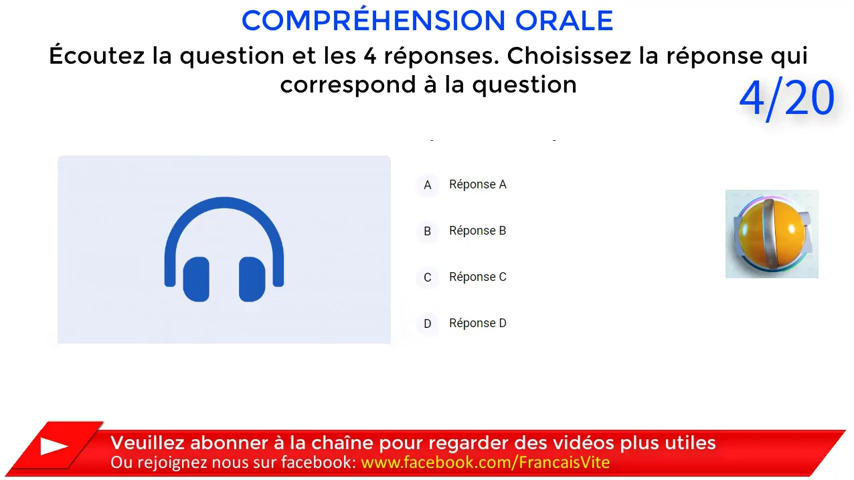 COMPRÉHENSION ORALE
Écoutez la question et les 4 réponses. Choisissez la réponse qui
correspond à la question
4/20
A Réponse A
B Réponse B
C Réponse C
D Réponse D
Veuillez abonner à la chaîne pour regarder des vidéos plus utiles
Ou rejoignez nous sur facebook: www.facebook.com/FrancaisVite